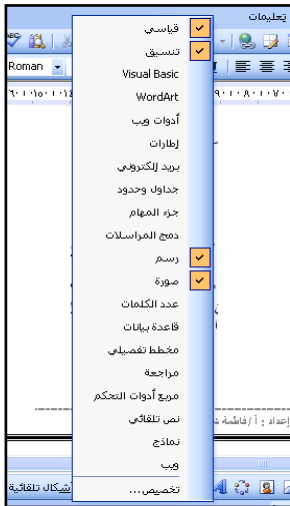 تعليمات
Roman
قياسي
تنسيق
Visual Basic
WordArt
أدوات ويب
إطارات
بريد إلكتروني
جداول وحدود
جزء المهام
دمج المراسلات
رسم
صورة
عدد الكلمات
قاعدة بيانات
مخطط تفصيلي
مراجعة
مربع أدوات التحكم
نص تلقائي
نماذج
إعداد : أ / فاطمة
ويب
تخصيص...
أشكال تلقائية